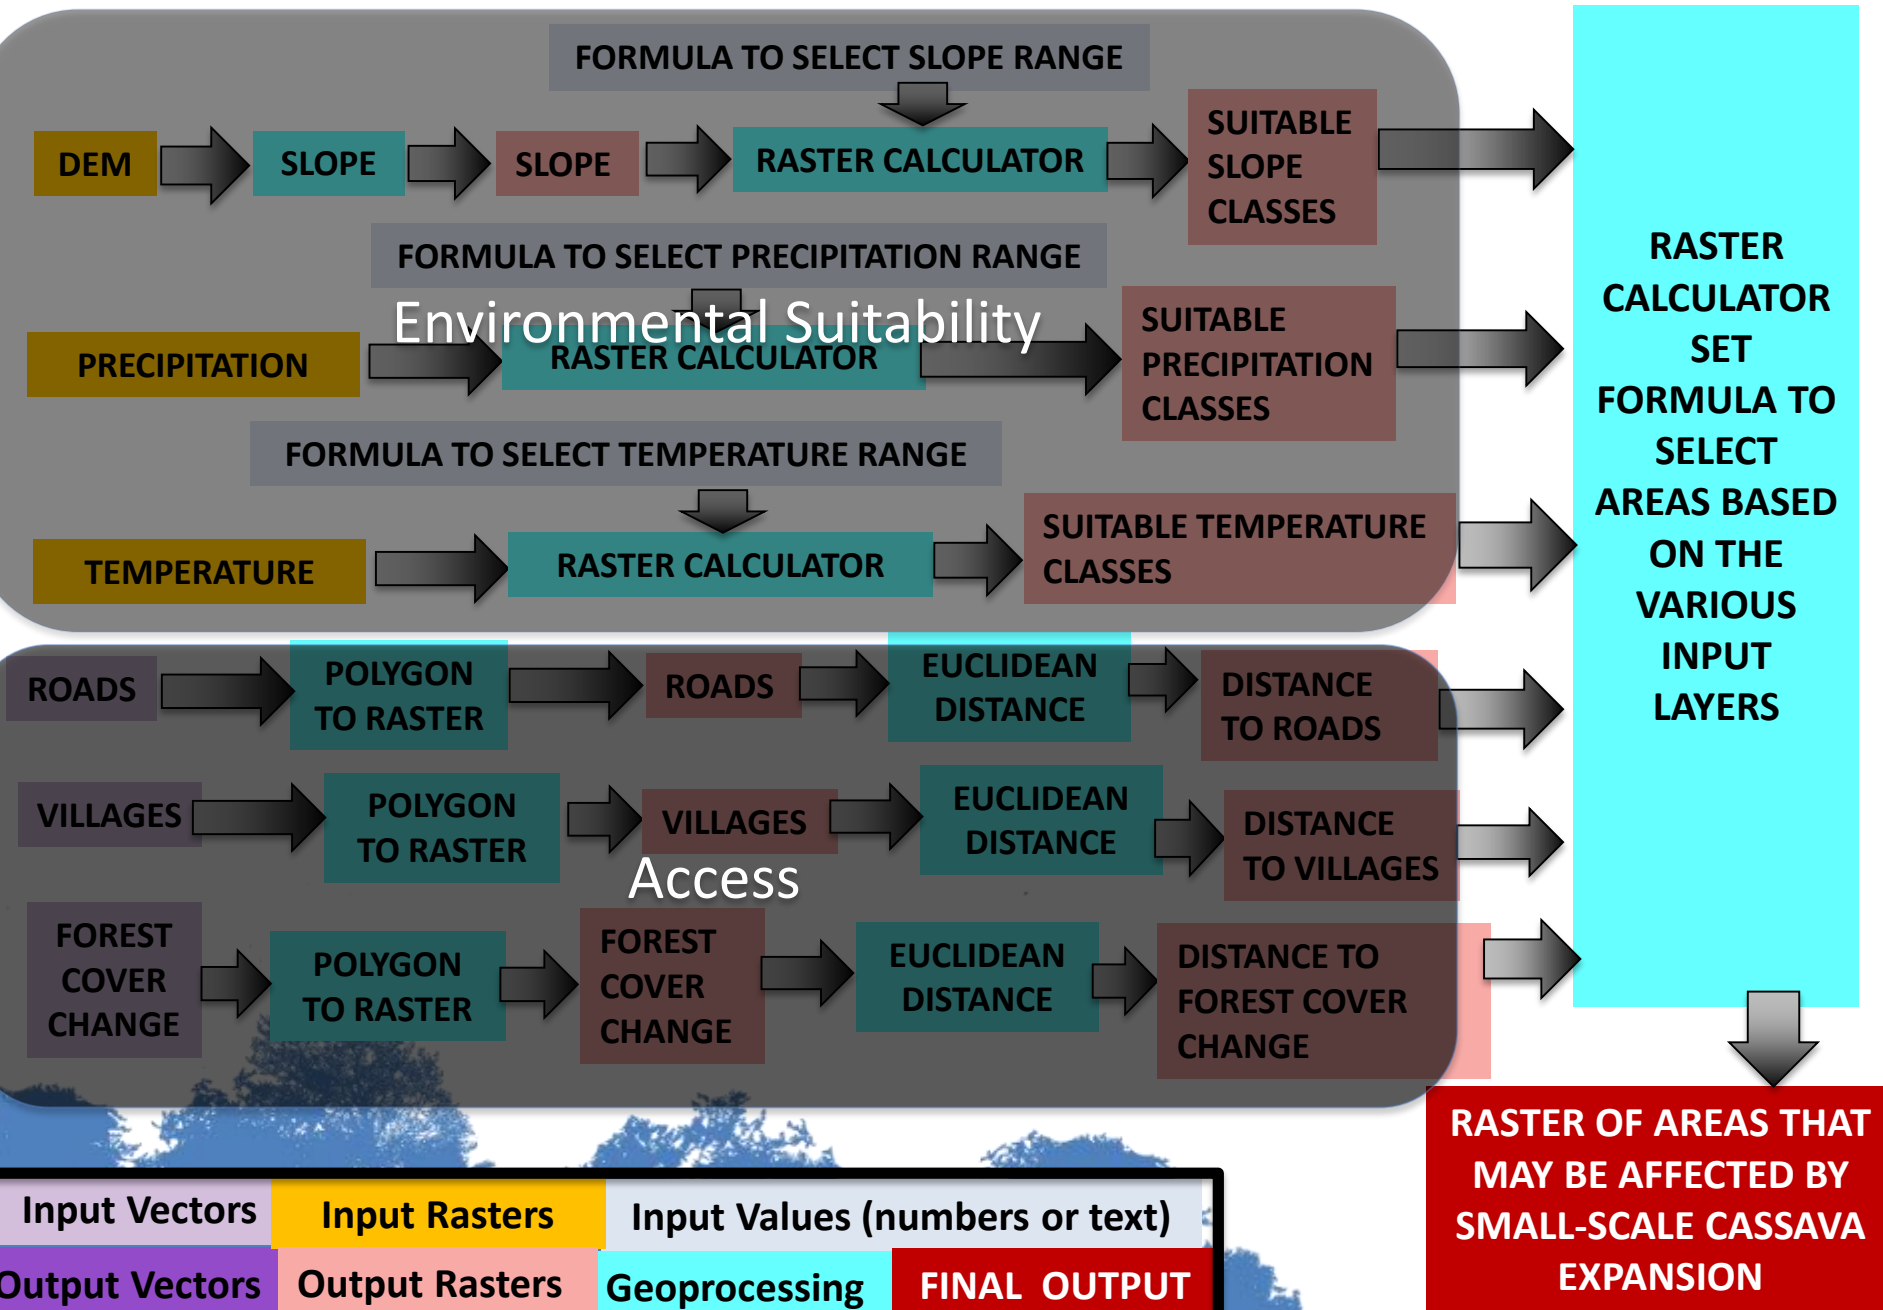 FORMULA TO SELECT SLOPE RANGE
DEM
SLOPE
SLOPE
RASTER CALCULATOR
SUITABLE
SLOPE
CLASSES
FORMULA TO SELECT PRECIPITATION RANGE
Environmental Suitability
PRECIPITATION
RASTER CALCULATOR
SUITABLE
PRECIPITATION
CLASSES
FORMULA TO SELECT TEMPERATURE RANGE
TEMPERATURE
RASTER CALCULATOR
SUITABLE TEMPERATURE
CLASSES
ROADS
POLYGON
TO RASTER
ROADS
EUCLIDEAN
DISTANCE
DISTANCE
TO ROADS
VILLAGES
POLYGON
TO RASTER
VILLAGES
EUCLIDEAN
DISTANCE
DISTANCE
TO VILLAGES
Access
FOREST
COVER
CHANGE
POLYGON
TO RASTER
FOREST
COVER
CHANGE
EUCLIDEAN
DISTANCE
DISTANCE TO
FOREST COVER
CHANGE
RASTER
CALCULATOR
SET
FORMULA TO
SELECT
AREAS BASED
ON THE
VARIOUS
INPUT
LAYERS
RASTER OF AREAS THAT
MAY BE AFFECTED BY
SMALL-SCALE CASSAVA
EXPANSION
Input Vectors
Input Rasters
Input Values (numbers or text)
Output Vectors
Output Rasters
Geoprocessing
FINAL OUTPUT